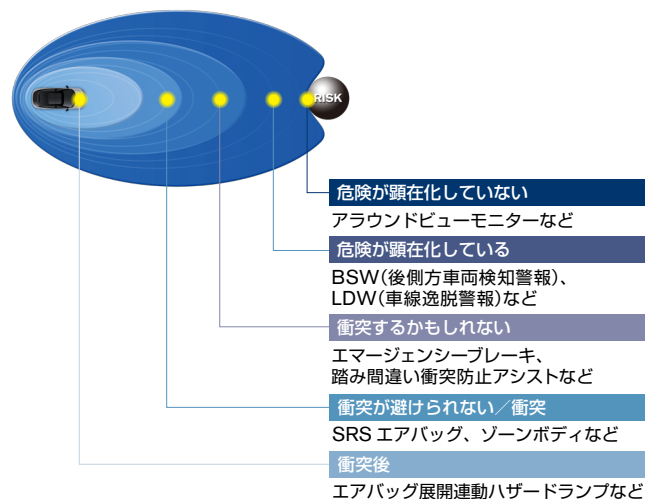 RISK
危険が顕在化していない
アラウンドビューモニターなど
危険が顕在化している
BSW(後側方車両検知警報)、
LDW(車線逸脱警報)など
衝突するかもしれない
エマージェンシーブレーキ、
踏み間違い衝突防止アシストなど
衝突が避けられない／衝突
SRS エアバッグ、ゾーンボディなど
衝突後
エアバッグ展開連動ハザードランプなど